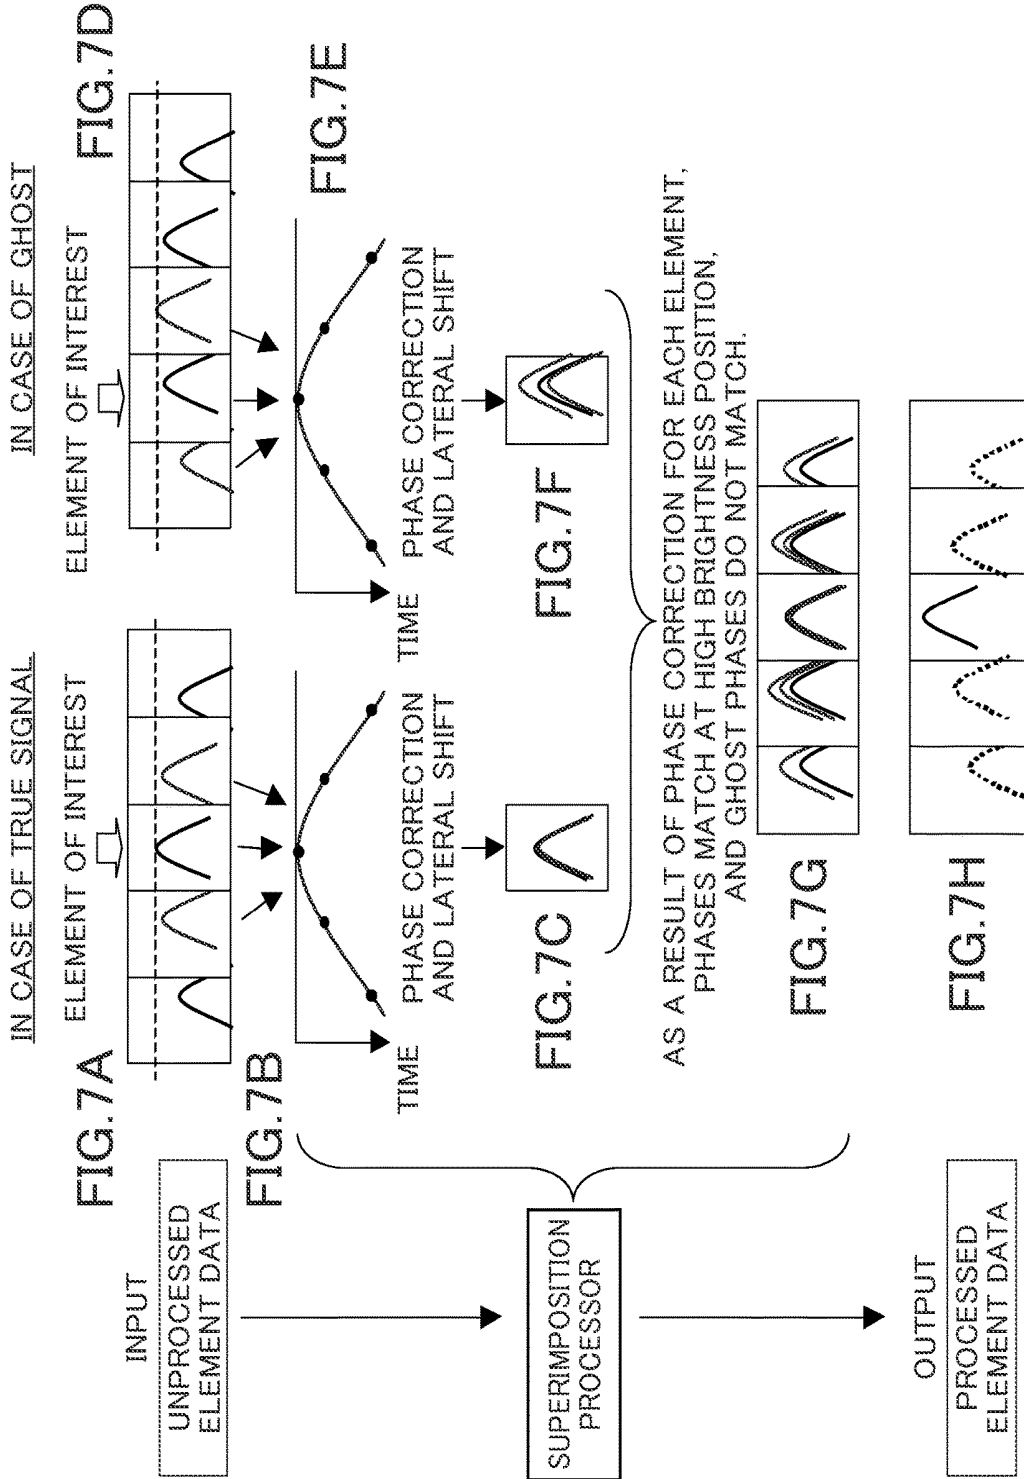 INPUT
UNPROCESSED
ELEMENT DATA
SUPERIMPOSITION
PROCESSOR
OUTPUT
PROCESSED
ELEMENT DATA
IN CASE OF TRUE SIGNAL
FIG.7A
ELEMENT OF INTEREST
FIG.7B
TIME
PHASE CORRECTION
AND LATERAL SHIFT
FIG.7C
IN CASE OF GHOST
ELEMENT OF INTEREST
FIG.7D
FIG.7E
TIME
PHASE CORRECTION
AND LATERAL SHIFT
FIG.7F
AS A RESULT OF PHASE CORRECTION FOR EACH ELEMENT,
PHASES MATCH AT HIGH BRIGHTNESS POSITION,
AND GHOST PHASES DO NOT MATCH.
FIG.7G
FIG.7H